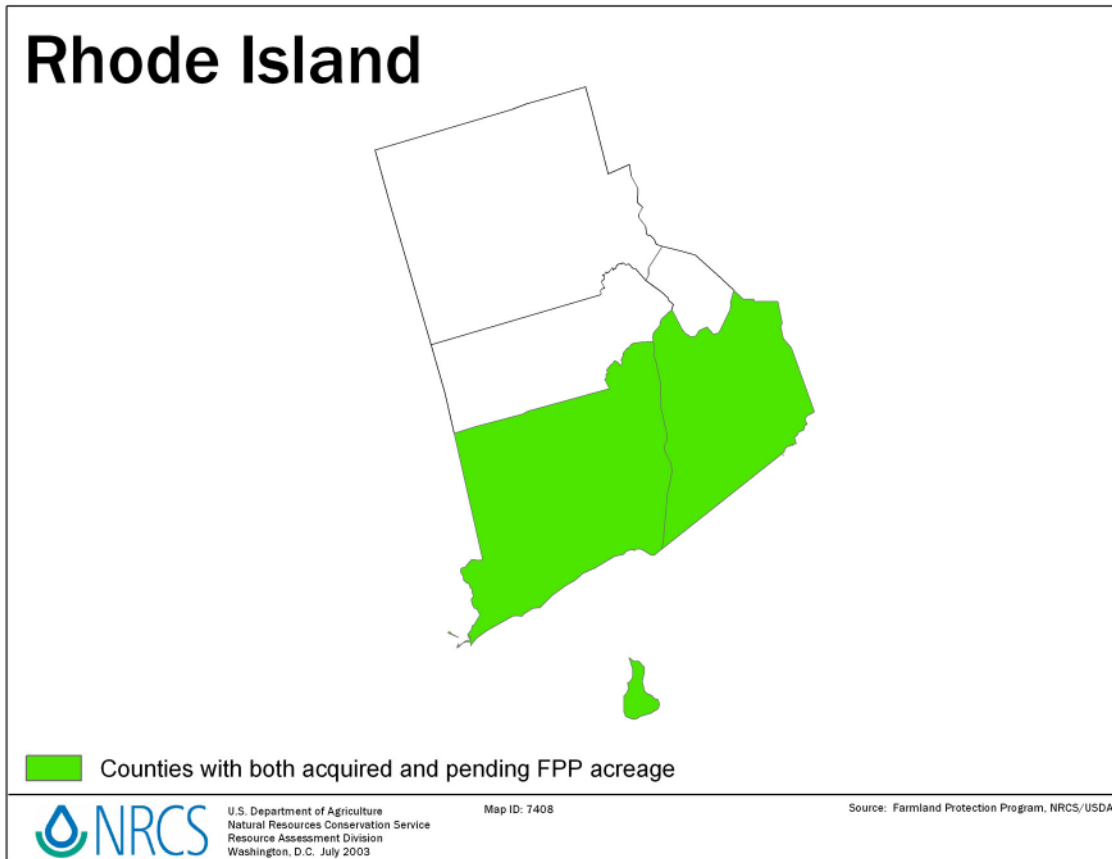 Rhode Island
Counties with both acquired and pending FPP acreage
NRCS
U.S. Department of Agriculture
Natural Resources Conservation Service
Resource Assessment Division
Washington, D.C. July 2003
Map ID: 7408
Source: Farmland Protection Program, NRCS/USDA